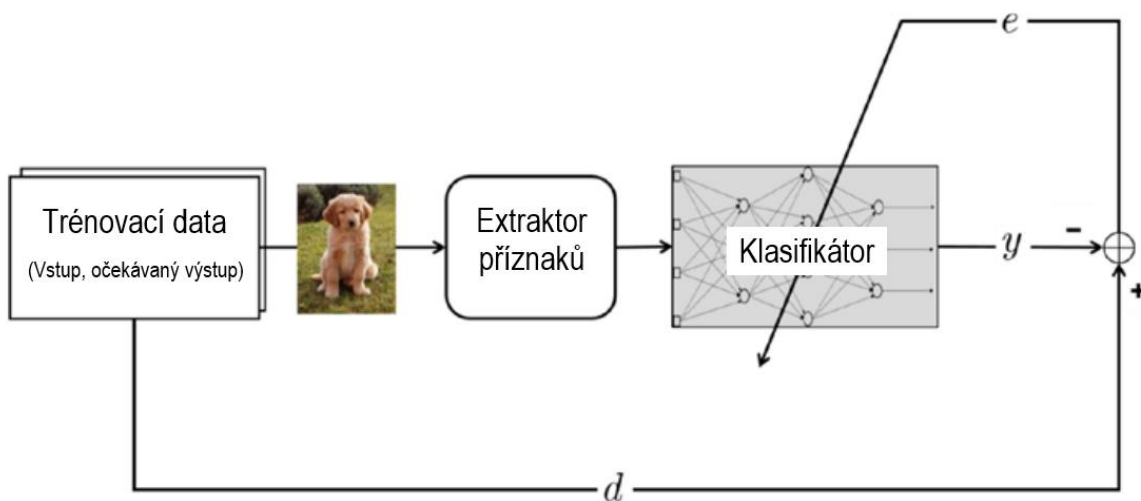 e
Trénovací data
(Vstup, očekávaný výstup)
Extraktor
příznaků
Klasifikátor
y
-
+
d